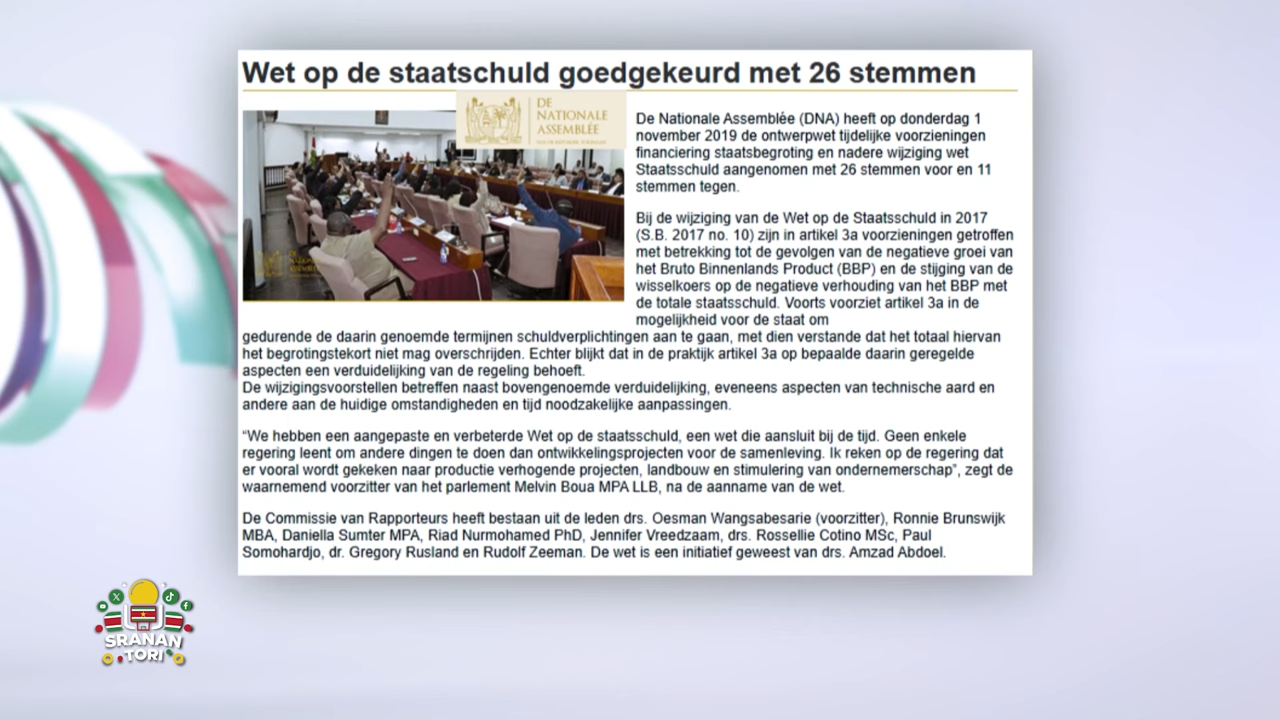 Wet op de staatschuld goedgekeurd met 26 stemmen
DE
NATIONALE
ASSEMBLÉE
De Nationale Assemblée (DNA) heeft op donderdag 1
november 2019 de ontwerpwet tijdelijke voorzieningen
financiering staatsbegroting en nadere wijziging wet
Staatsschuld aangenomen met 26 stemmen voor en 11
stemmen tegen.
Bij de wijziging van de Wet op de Staatsschuld in 2017
(S.B. 2017 no. 10) zijn in artikel 3a voorzieningen getroffen
met betrekking tot de gevolgen van de negatieve groei van
het Bruto Binnenlands Product (BBP) en de stijging van de
wisselkoers op de negatieve verhouding van het BBP met
de totale staatsschuld. Voorts voorziet artikel 3a in de
mogelijkheid voor de staat om
gedurende de daarin genoemde termijnen schuldverplichtingen aan te gaan, met dien verstande dat het totaal hiervan
het begrotingstekort niet mag overschrijden. Echter blijkt dat in de praktijk artikel 3a op bepaalde daarin geregelde
aspecten een verduidelijking van de regeling behoeft.
De wijzigingsvoorstellen betreffen naast bovengenoemde verduidelijking, eveneens aspecten van technische aard en
andere aan de huidige omstandigheden en tijd noodzakelijke aanpassingen.
“We hebben een aangepaste en verbeterde Wet op de staatsschuld, een wet die aansluit bij de tijd. Geen enkele
regering leent om andere dingen te doen dan ontwikkelingsprojecten voor de samenleving. Ik reken op de regering dat
er vooral wordt gekeken naar productie verhogende projecten, landbouw en stimulering van ondernemerschap”, zegt de
waarnemend voorzitter van het parlement Melvin Boua MPA LLB, na de aanname van de wet.
De Commissie van Rapporteurs heeft bestaan uit de leden drs. Oesman Wangsabesarie (voorzitter), Ronnie Brunswijk
MBA, Daniella Sumter MPA, Riad Nurmohamed PhD, Jennifer Vreedzaam, drs. Rossellie Cotino MSc, Paul
Somohardjo, dr. Gregory Rusland en Rudolf Zeeman. De wet is een initiatief geweest van drs. Amzad Abdoel.
SRANAN
TORI